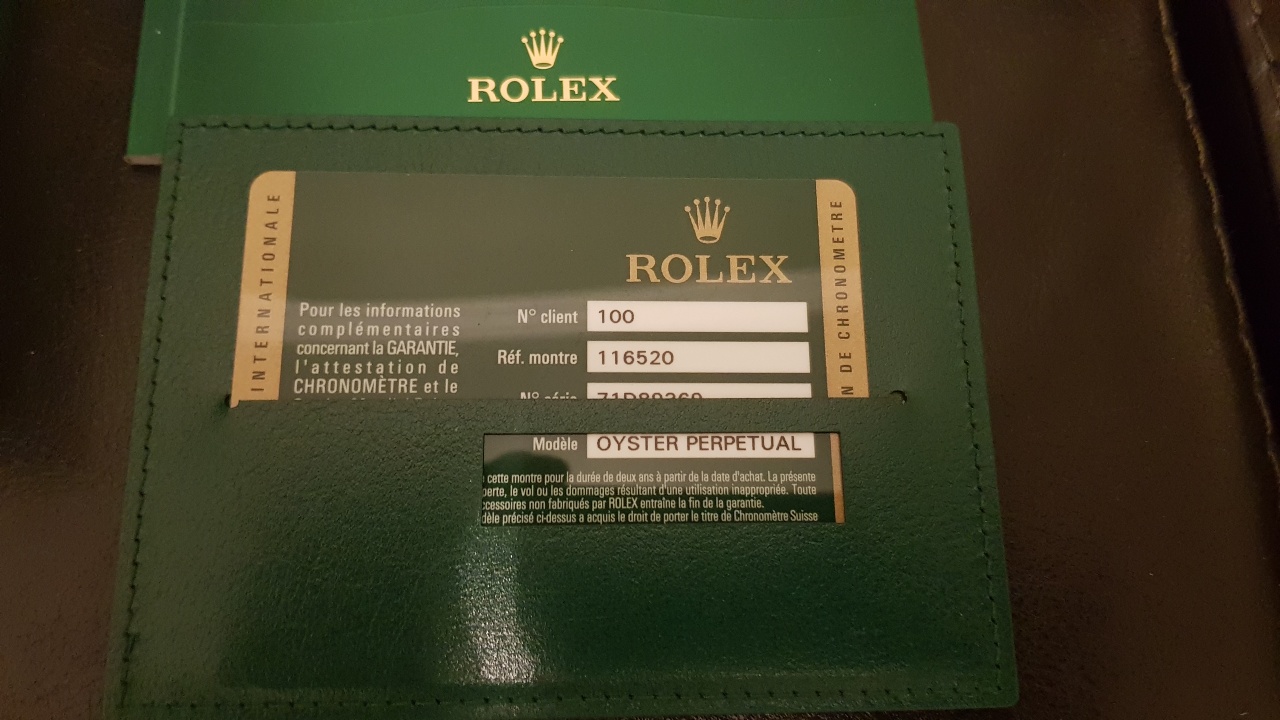 ROLEX
INTERNATIONALE
ROLEX
N DE CHRONOMETRE
Pour les informations
complémentaires
concernant la GARANTIE,
l'attestation de
CHRONOMÈTRE et le
N° client 100
Réf. montre 116520
N° série
Modèle OYSTER PERPETUAL
cette montre pour la durée de deux ans à partir de la date d'achat. La présente
perte, le vol ou les dommages résultant d'une utilisation inappropriée. Toute
ccessoires non fabriqués par ROLEX entraîne la fin de la garantie.
dèle précisé ci-dessus a acquis le droit de porter le titre de Chronomètre Suisse